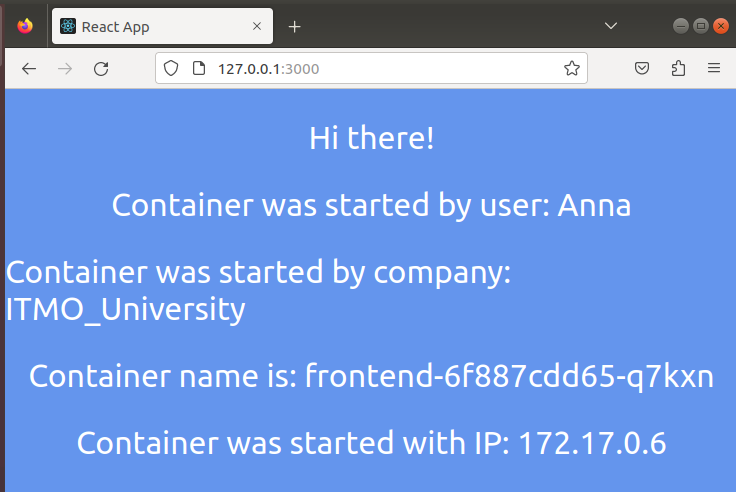 React App
127.0.0.1:3000
Hi there!
Container was started by user: Anna
Container was started by company:
ITMO_University
Container name is: frontend-6f887cdd65-q7kxn
Container was started with IP: 172.17.0.6